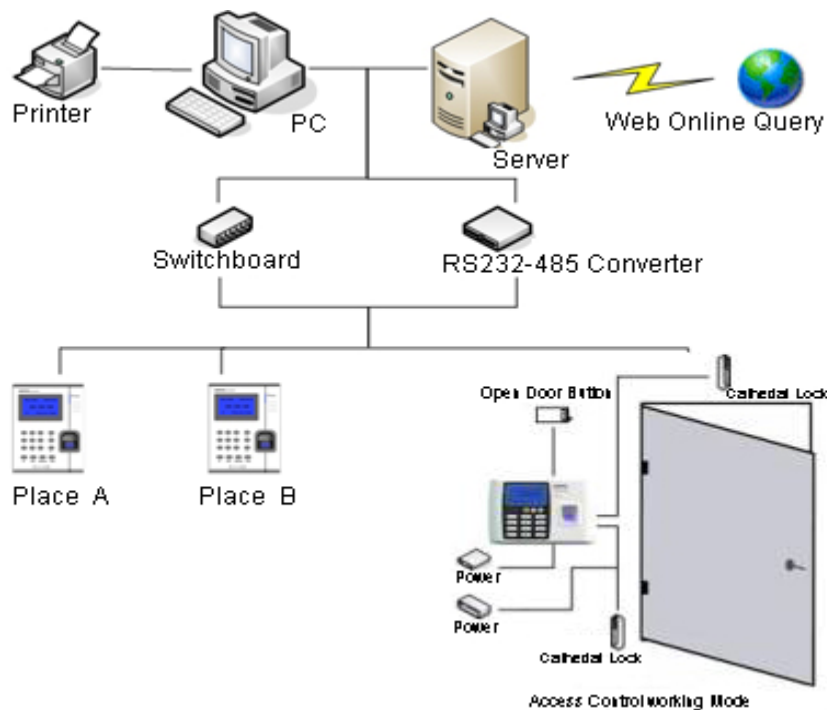 Printer
PC
Server
Web Online Query
Switchboard
RS232-485 Converter
Open Door Button
Cathedal Lock
Place A
Place B
Power
Power
Cathedal Lock
Access Control working Mode